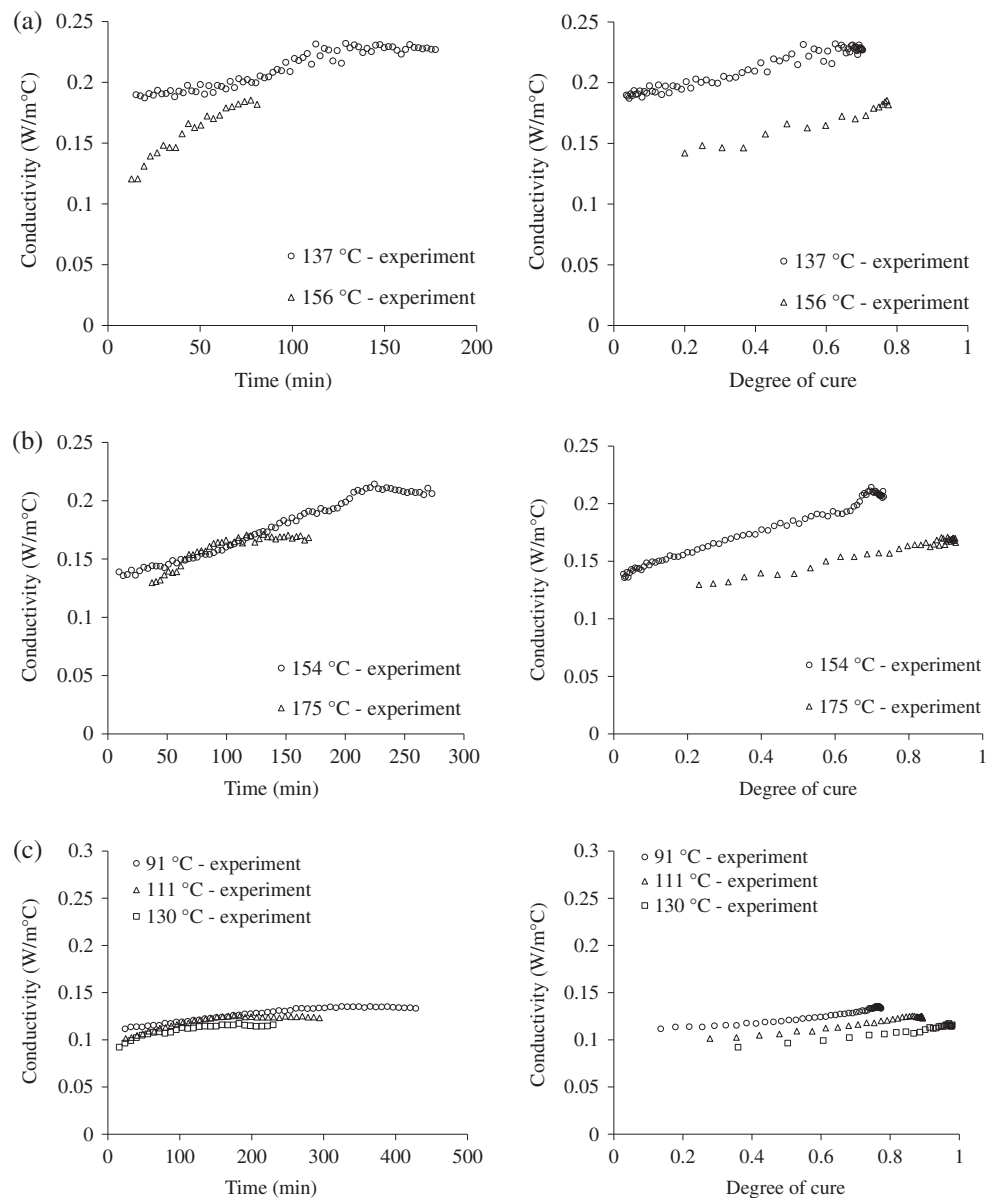 (a)
0.25
0.2
0.15
0.1
0.05
0
Conductivity (W/m°C)
137 °C - experiment
156 °C - experiment
0 50 100 150 200
Time (min)
0.25
0.2
0.15
0.1
0.05
0
Conductivity (W/m°C)
137 °C - experiment
156 °C - experiment
0 0.2 0.4 0.6 0.8 1
Degree of cure
(b)
0.25
0.2
0.15
0.1
0.05
0
Conductivity (W/m°C)
154 °C - experiment
175 °C - experiment
0 50 100 150 200 250 300
Time (min)
0.25
0.2
0.15
0.1
0.05
0
Conductivity (W/m°C)
154 °C - experiment
175 °C - experiment
0 0.2 0.4 0.6 0.8 1
Degree of cure
(c)
0.3
0.25
0.2
0.15
0.1
0.05
0
Conductivity (W/m°C)
91 °C - experiment
111 °C - experiment
130 °C - experiment
0 100 200 300 400 500
Time (min)
0.3
0.25
0.2
0.15
0.1
0.05
0
Conductivity (W/m°C)
91 °C - experiment
111 °C - experiment
130 °C - experiment
0 0.2 0.4 0.6 0.8 1
Degree of cure